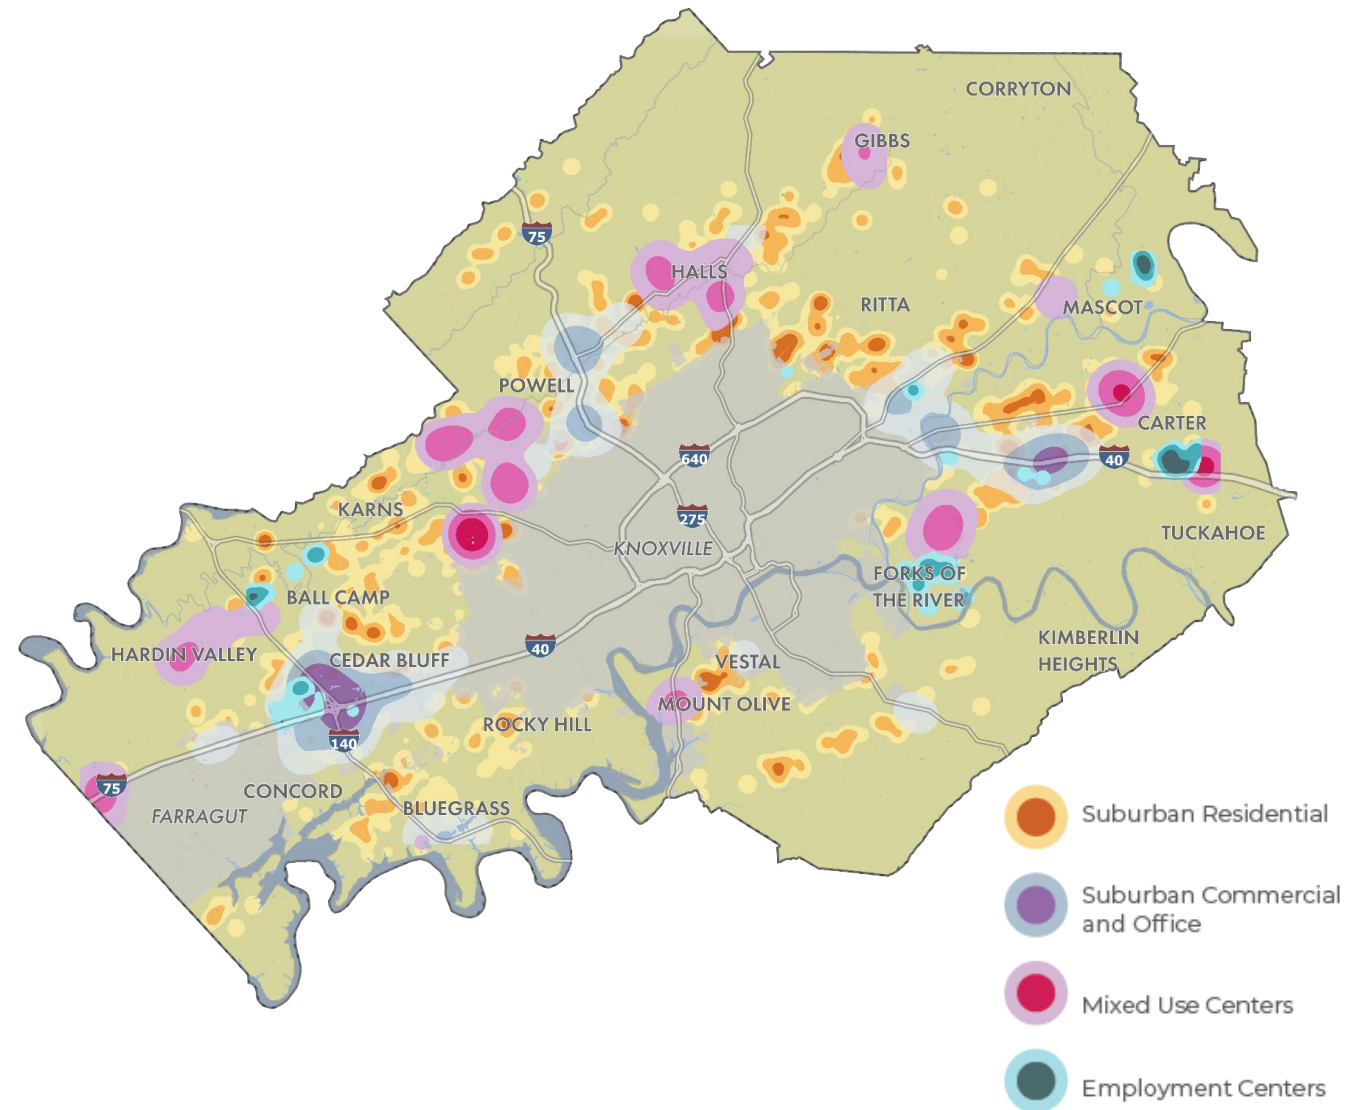 CORRYTON
GIBBS
75
HALLS
RITTA
MASCOT
POWELL
CARTER
640
40
KARNS
275
TUCKAHOE
KNOXVILLE
FORKS OF
THE RIVER
BALL CAMP
KIMBERLIN
HEIGHTS
HARDIN VALLEY
CEDAR BLUFF
40
VESTAL
MOUNT OLIVE
ROCKY HILL
140
75
CONCORD
FARRAGUT
BLUEGRASS
Suburban Residential
Suburban Commercial
and Office
Mixed Use Centers
Employment Centers